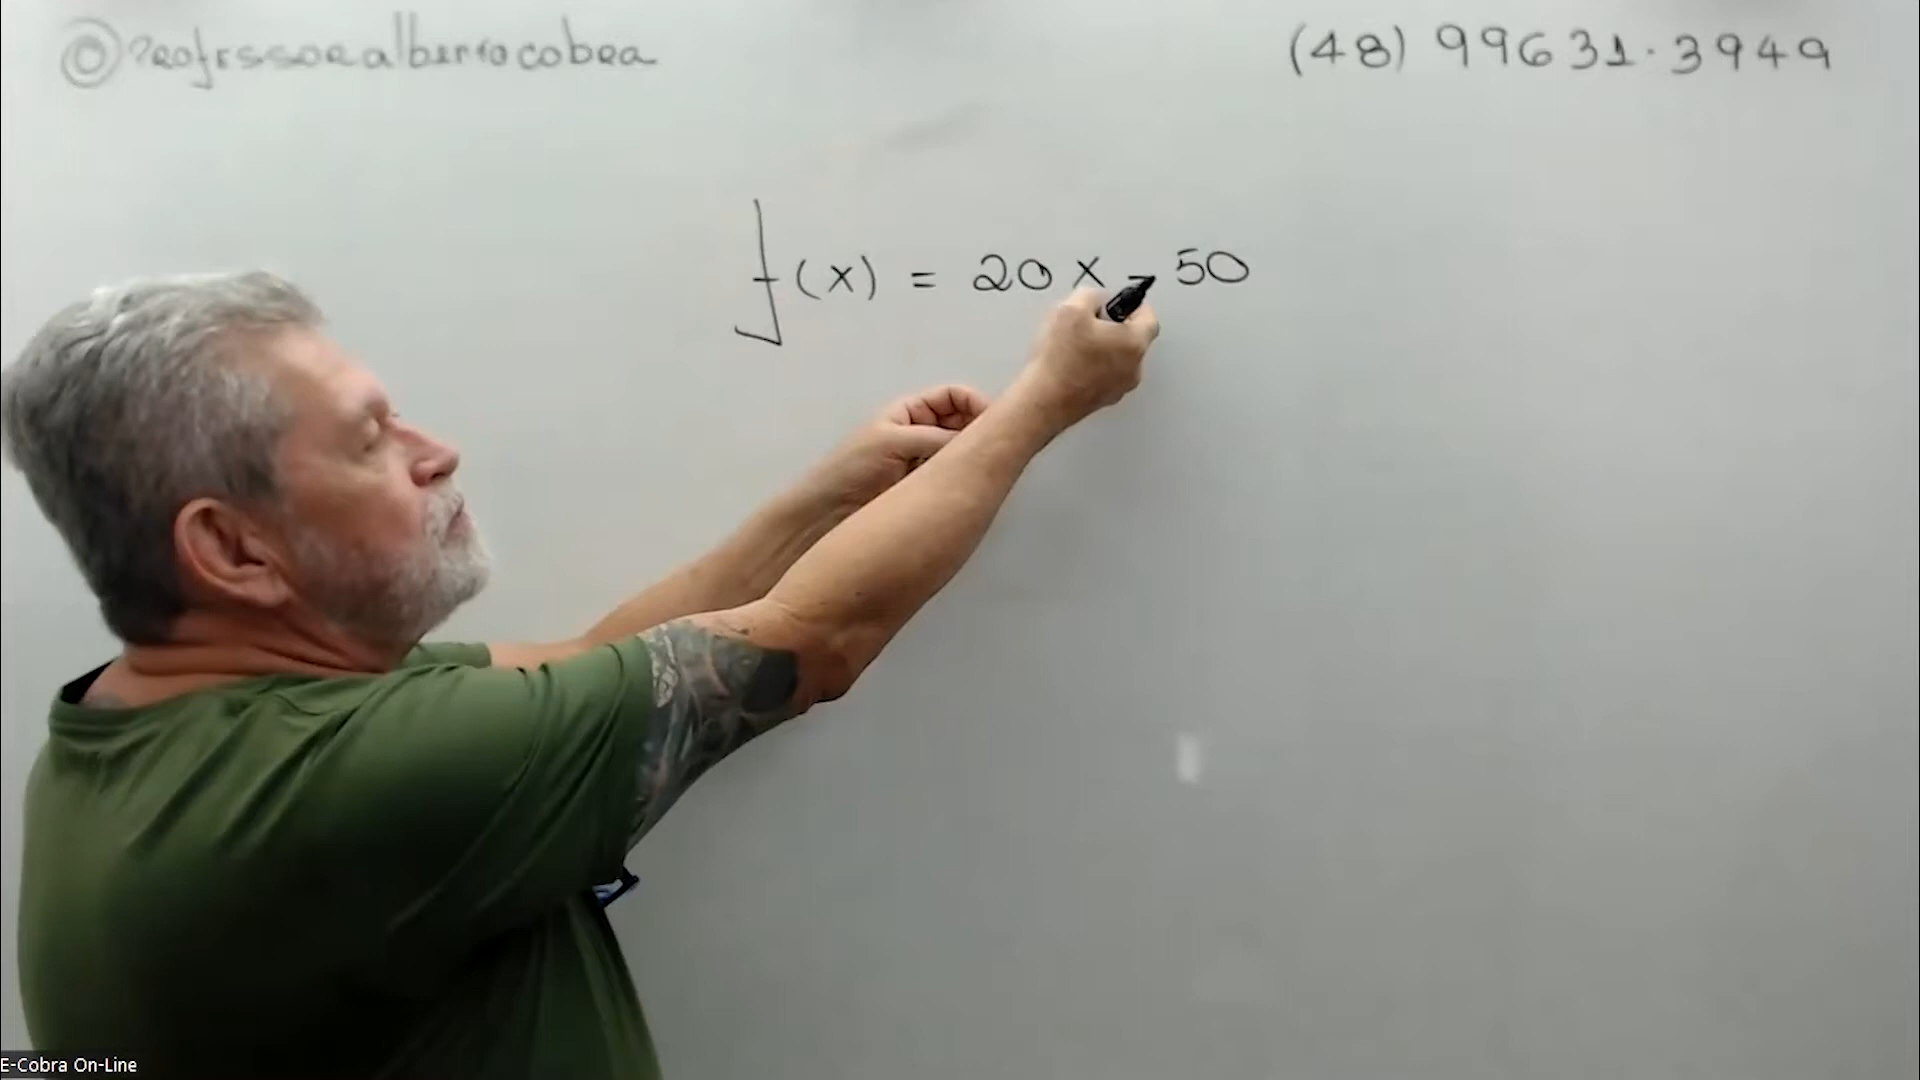 @professoralbertocobra
(48) 99631.3949
f(x) = 20x - 50
E-Cobra On-Line